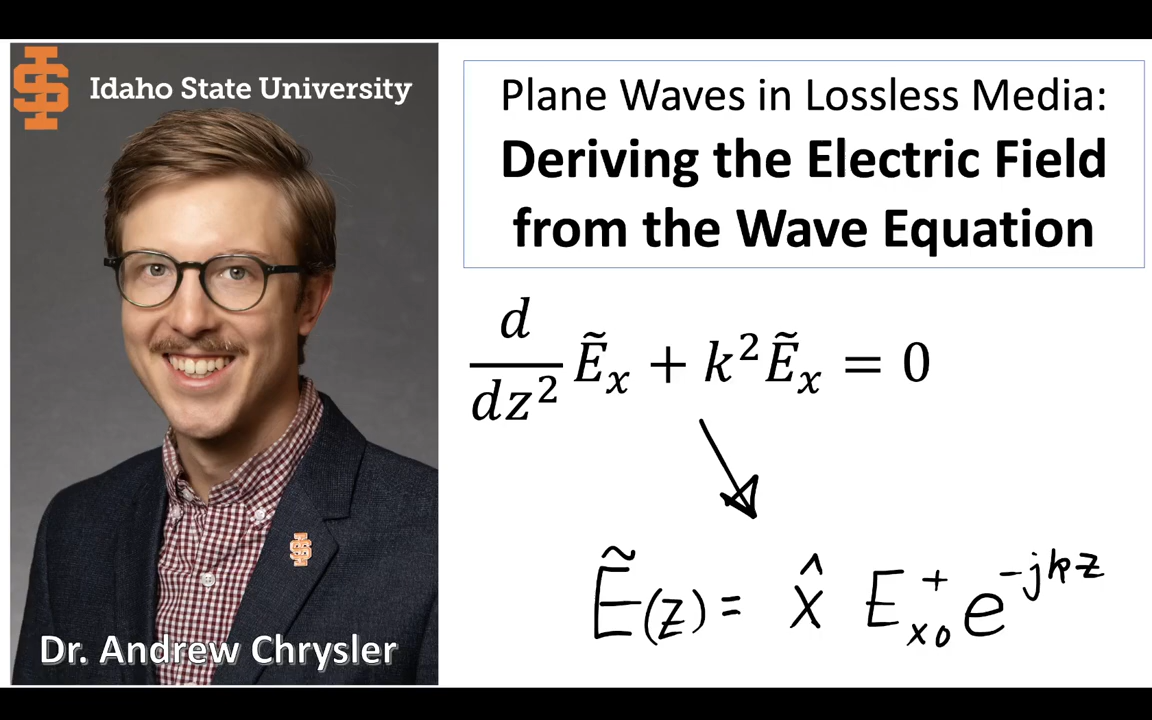 Idaho State University
Plane Waves in Lossless Media:
Deriving the Electric Field
from the Wave Equation
d/dz² Ẽₓ + k²Ẽₓ = 0
Ẽ(z) = x̂ E⁺ₓ₀ e^(-jkz)
Dr. Andrew Chrysler